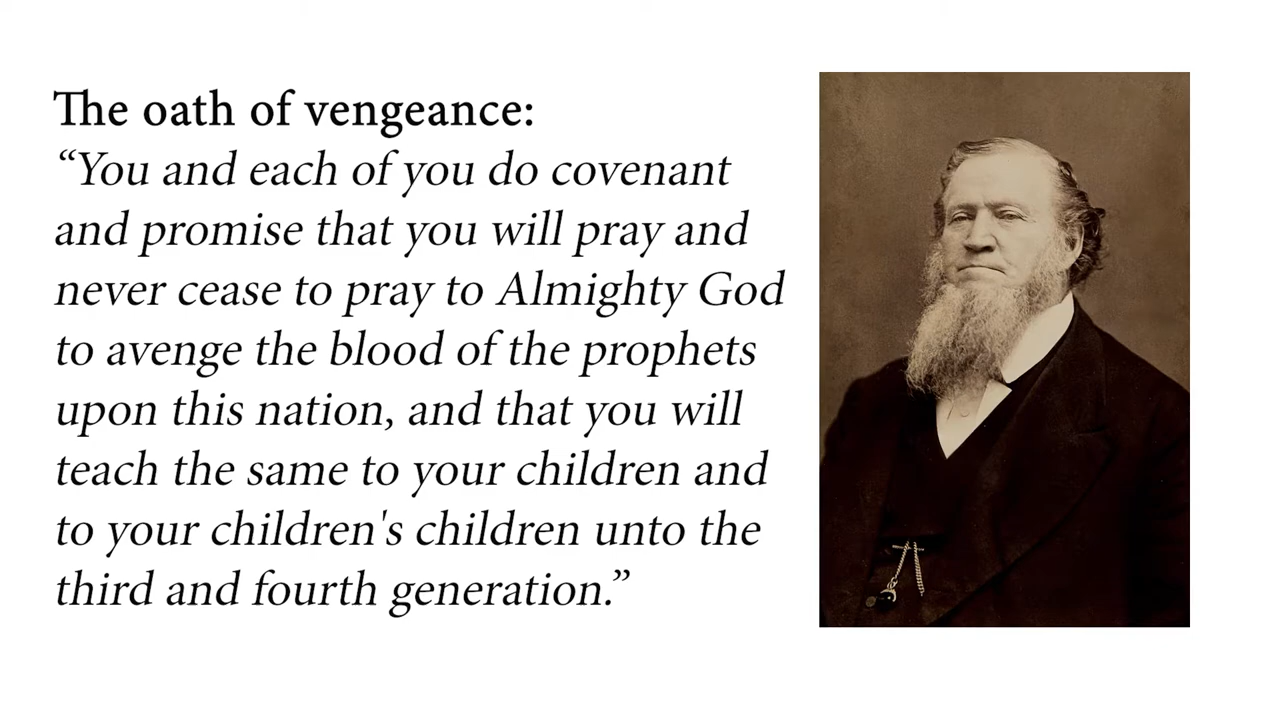 The oath of vengeance:
“You and each of you do covenant
and promise that you will pray and
never cease to pray to Almighty God
to avenge the blood of the prophets
upon this nation, and that you will
teach the same to your children and
to your children's children unto the
third and fourth generation.”